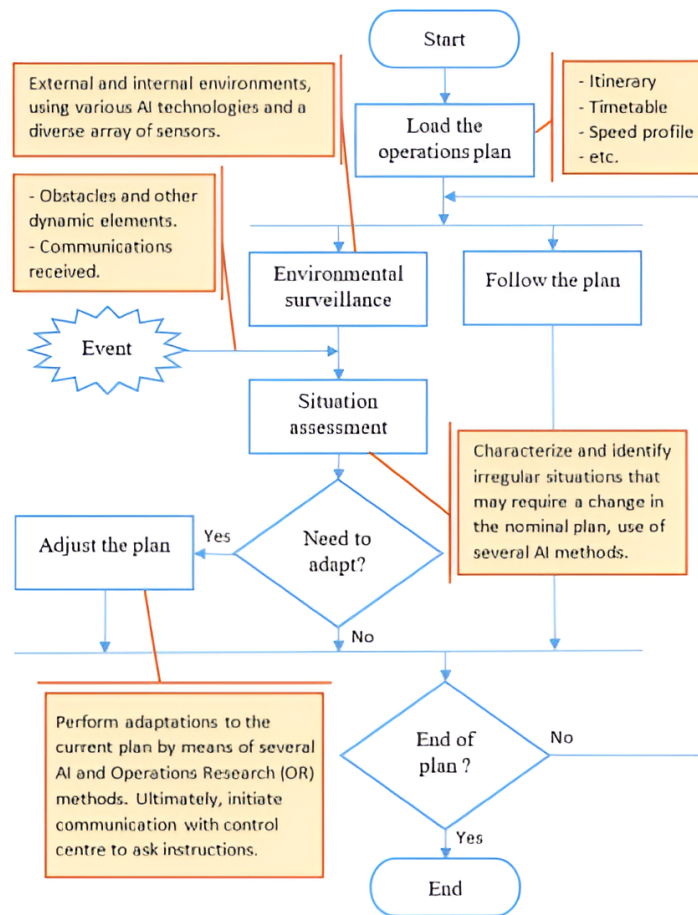 Start
External and internal environments,
using various AI technologies and a
diverse array of sensors.
Load the
operations plan
- Itinerary
- Timetable
- Speed profile
- etc.
- Obstacles and other
dynamic elements.
- Communications
received.
Environmental
surveillance
Follow the plan
Event
Situation
assessment
Characterize and identify
irregular situations that
may require a change in
the nominal plan, use of
several AI methods.
Adjust the plan
Yes
Need to
adapt?
No
Perform adaptations to the
current plan by means of several
AI and Operations Research (OR)
methods. Ultimately, initiate
communication with control
centre to ask instructions.
End of
plan ?
No
Yes
End